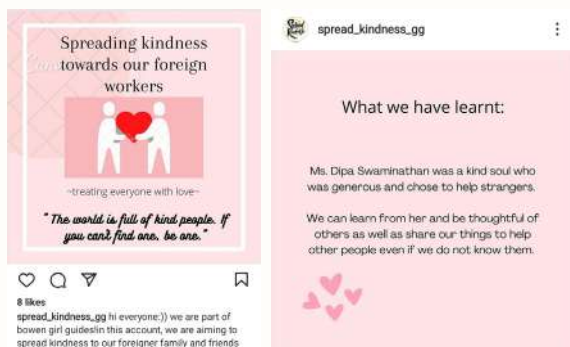 Spreading kindness
towards our foreign
workers
~treating everyone with love~
" The world is full of kind people. If
you can't find one, be one."
8 likes
spread_kindness_gg hi everyone:)) we are part of
bowen girl guides!in this account, we are aiming to
spread kindness to our foreigner family and friends
spread_kindness_gg
What we have learnt:
Ms. Dipa Swaminathan was a kind soul who
was generous and chose to help strangers.
We can learn from her and be thoughtful of
others as well as share our things to help
other people even if we do not know them.